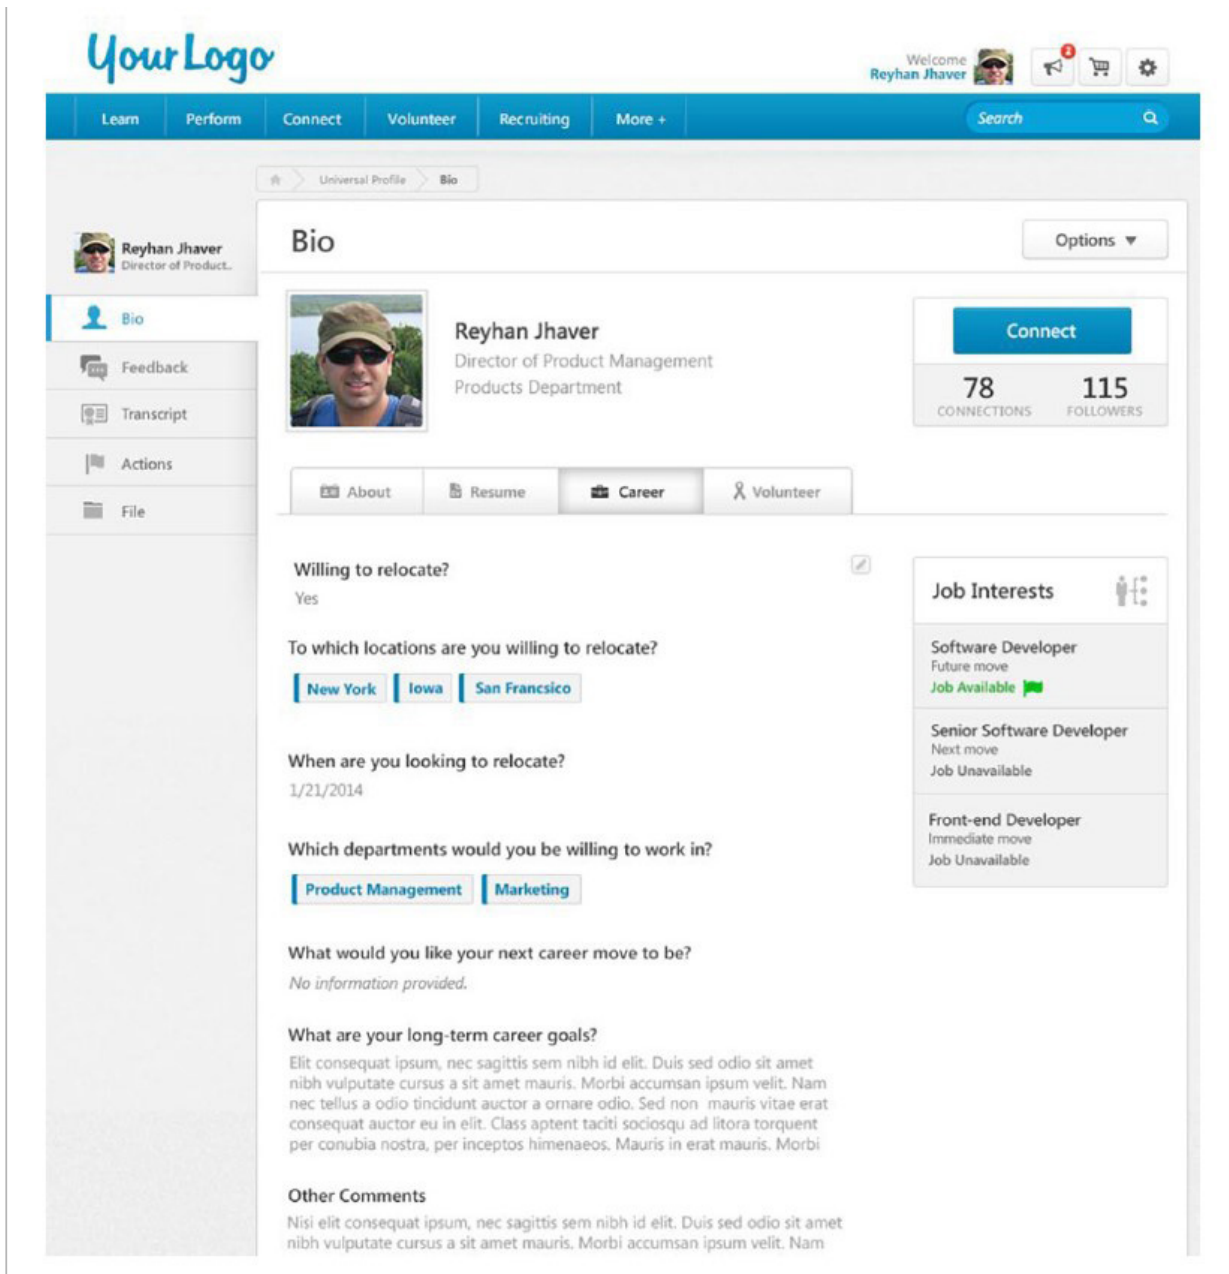 YourLogo
Welcome
Reyhan Jhaver
2
Learn Perform Connect Volunteer Recruiting More +
Search
Universal Profile Bio
Reyhan Jhaver
Director of Product..
Bio
Feedback
Transcript
Actions
File
Bio
Options
Reyhan Jhaver
Director of Product Management
Products Department
Connect
78 115
CONNECTIONS FOLLOWERS
About Resume Career Volunteer
Willing to relocate?
Yes
To which locations are you willing to relocate?
New York Iowa San Francsico
When are you looking to relocate?
1/21/2014
Which departments would you be willing to work in?
Product Management Marketing
What would you like your next career move to be?
No information provided.
What are your long-term career goals?
Elit consequat ipsum, nec sagittis sem nibh id elit. Duis sed odio sit amet
nibh vulputate cursus a sit amet mauris. Morbi accumsan ipsum velit. Nam
nec tellus a odio tincidunt auctor a ornare odio. Sed non mauris vitae erat
consequat auctor eu in elit. Class aptent taciti sociosqu ad litora torquent
per conubia nostra, per inceptos himenaeos. Mauris in erat mauris. Morbi
Other Comments
Nisi elit consequat ipsum, nec sagittis sem nibh id elit. Duis sed odio sit amet
nibh vulputate cursus a sit amet mauris. Morbi accumsan ipsum velit. Nam
Job Interests
Software Developer
Future move
Job Available
Senior Software Developer
Next move
Job Unavailable
Front-end Developer
Immediate move
Job Unavailable